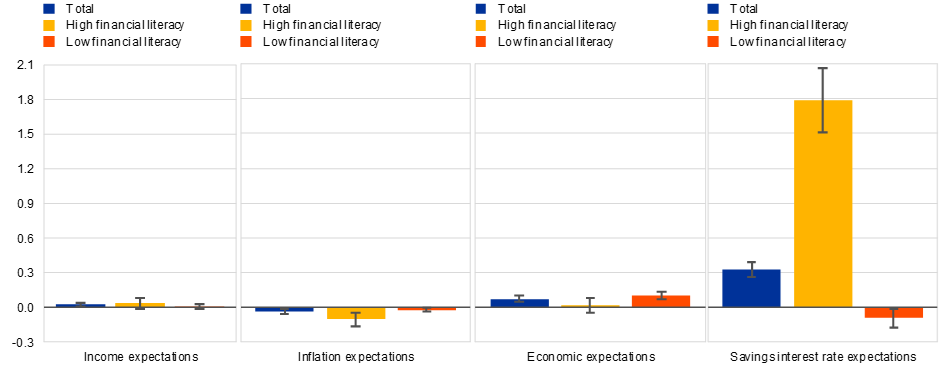 Total
High financial literacy
Low financial literacy
Total
High financial literacy
Low financial literacy
Total
High financial literacy
Low financial literacy
Total
High financial literacy
Low financial literacy
2.1
1.8
1.5
1.2
0.9
0.6
0.3
0.0
-0.3
Income expectations
Inflation expectations
Economic expectations
Savings interest rate expectations